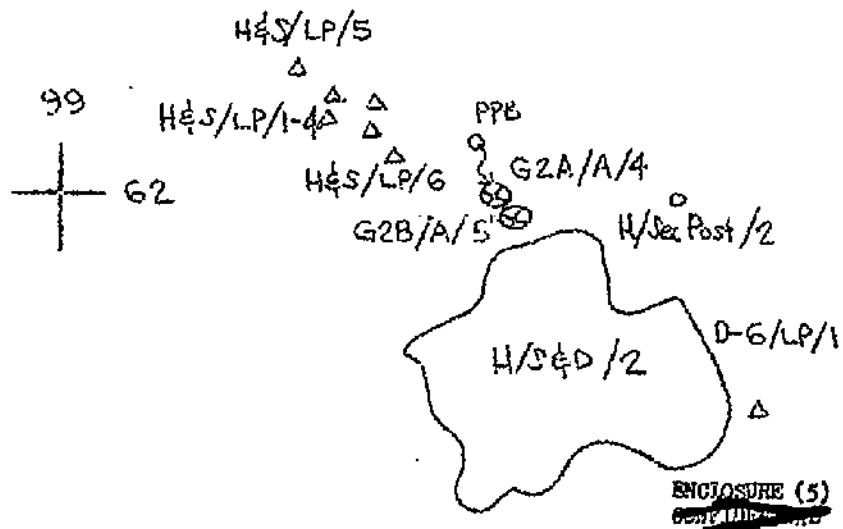 H&S/LP/5
99
H&S/LP/1-4
PPB
H&S/LP/6
G2A/A/4
62
G2B/A/5
H/Sec Post/2
D-6/LP/1
H/S&D/2
ENCLOSURE (5)